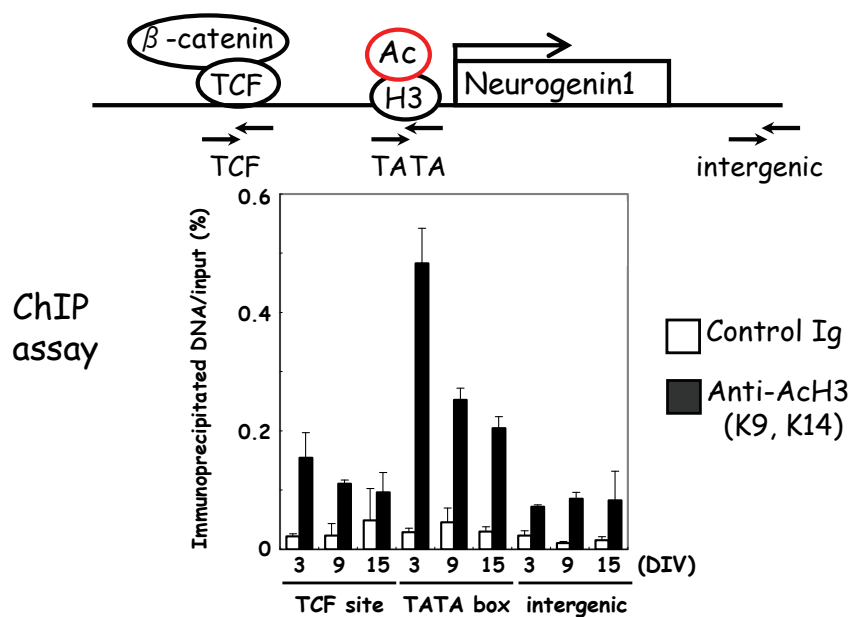 β-catenin
TCF
Ac
H3
Neurogenin1
TCF
TATA
intergenic
ChIP
assay
Immunoprecipitated DNA/input (%)
0.6
0.4
0.2
0
3 9 15 3 9 15 3 9 15 (DIV)
TCF site TATA box intergenic
Control Ig
Anti-AcH3
(K9, K14)